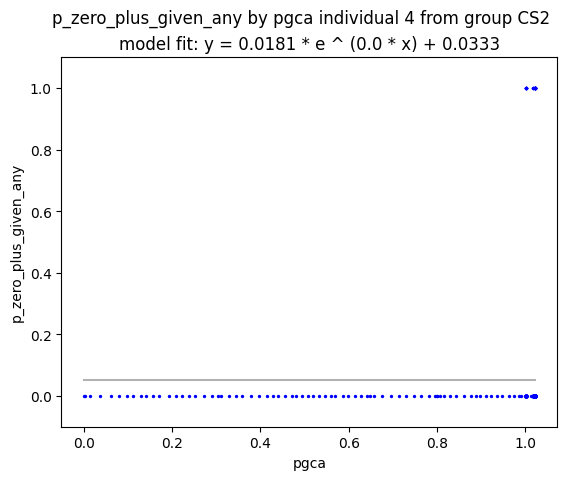 p_zero_plus_given_any by pgca individual 4 from group CS2
model fit: y = 0.0181 * e ^ (0.0 * x) + 0.0333
1.0
0.8
0.6
0.4
0.2
0.0
p_zero_plus_given_any
0.0 0.2 0.4 0.6 0.8 1.0
pgca